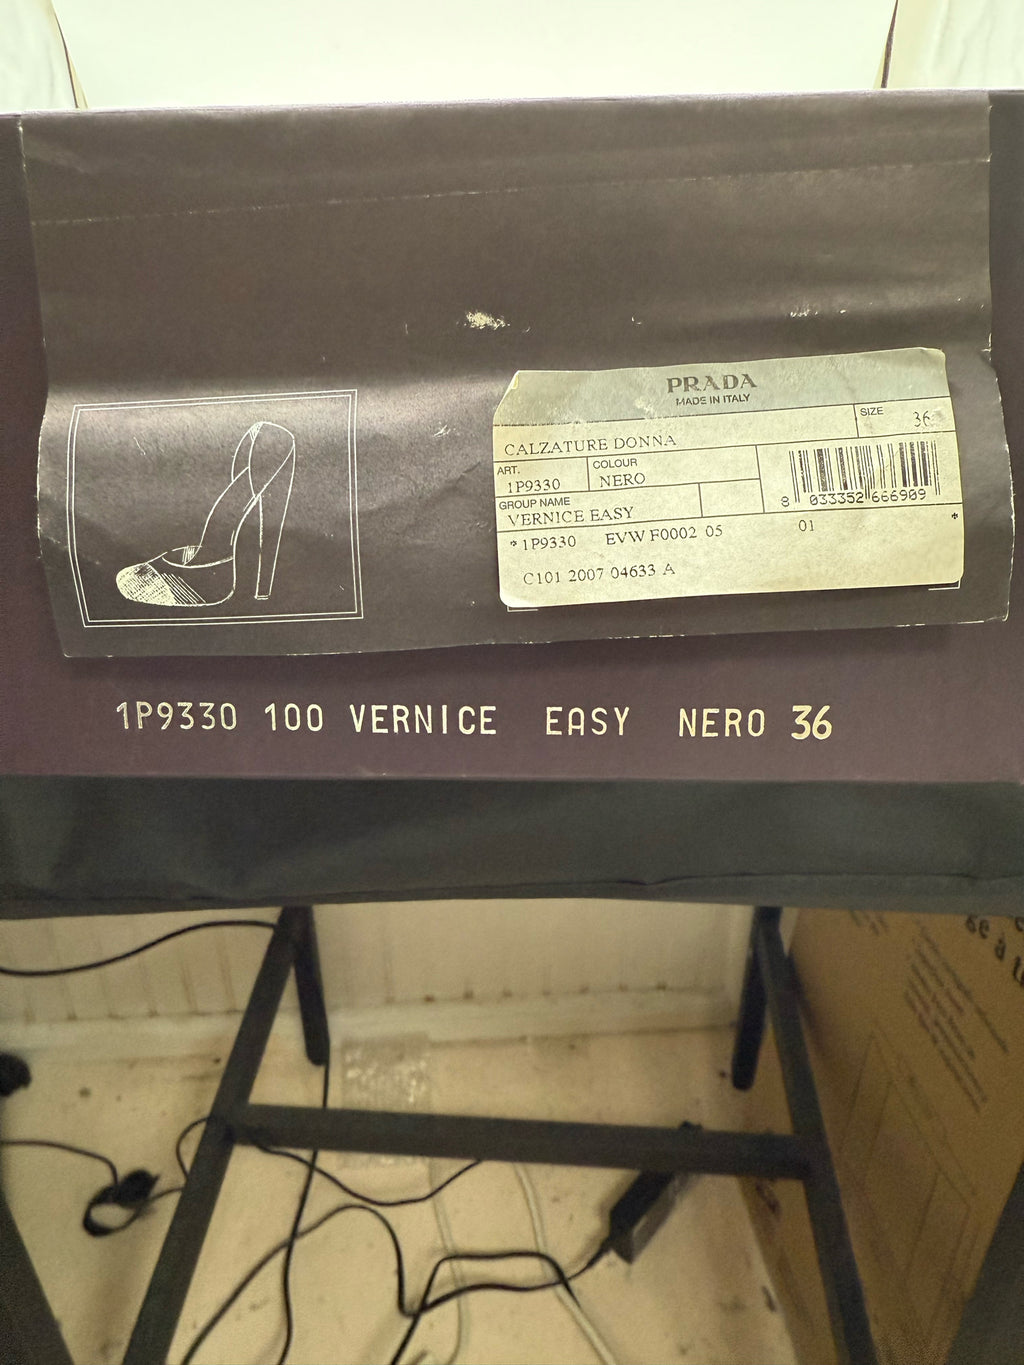 PRADA
MADE IN ITALY
SIZE 36
CALZATURE DONNA
ART. COLOUR
1P9330 NERO
GROUP NAME
VERNICE EASY
8 033352 666909
*1P9330 EVW F0002 05 01 *
C101 2007 04633 A
1P9330 100 VERNICE EASY NERO 36